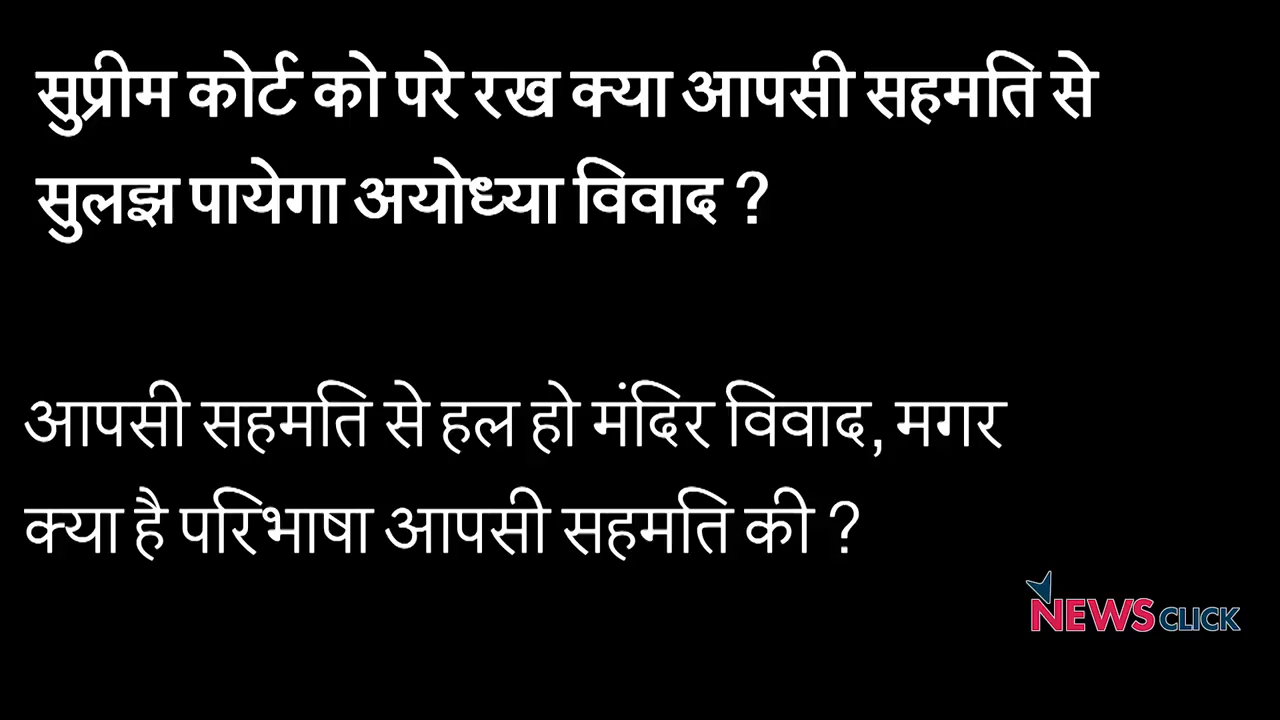 सुप्रीम कोर्ट को परे रख क्या आपसी सहमति से
सुलझ पायेगा अयोध्या विवाद ?
आपसी सहमति से हल हो मंदिर विवाद, मगर
क्या है परिभाषा आपसी सहमति की ?
NEWSCLICK